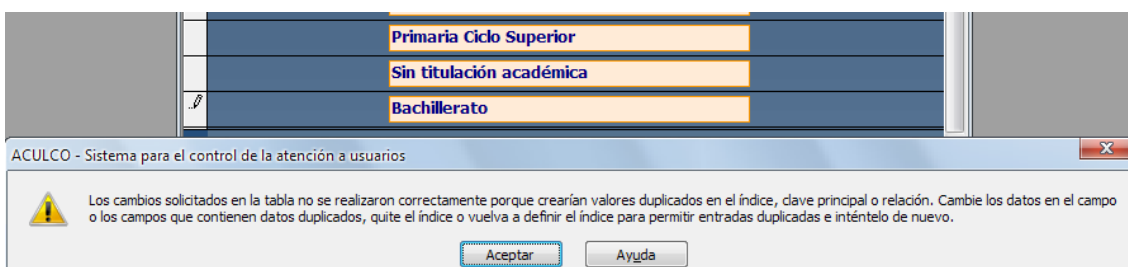 Primaria Ciclo Superior
Sin titulación académica
Bachillerato
ACULCO - Sistema para el control de la atención a usuarios
Los cambios solicitados en la tabla no se realizaron correctamente porque crearían valores duplicados en el índice, clave principal o relación. Cambie los datos en el campo
o los campos que contienen datos duplicados, quite el índice o vuelva a definir el índice para permitir entradas duplicadas e inténtelo de nuevo.
Aceptar Ayuda